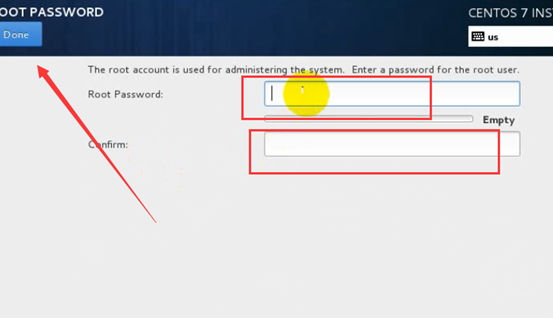 OOT PASSWORD
CENTOS 7 INS
Done
us
The root account is used for administering the system. Enter a password for the root user.
Root Password:
Empty
Confirm: